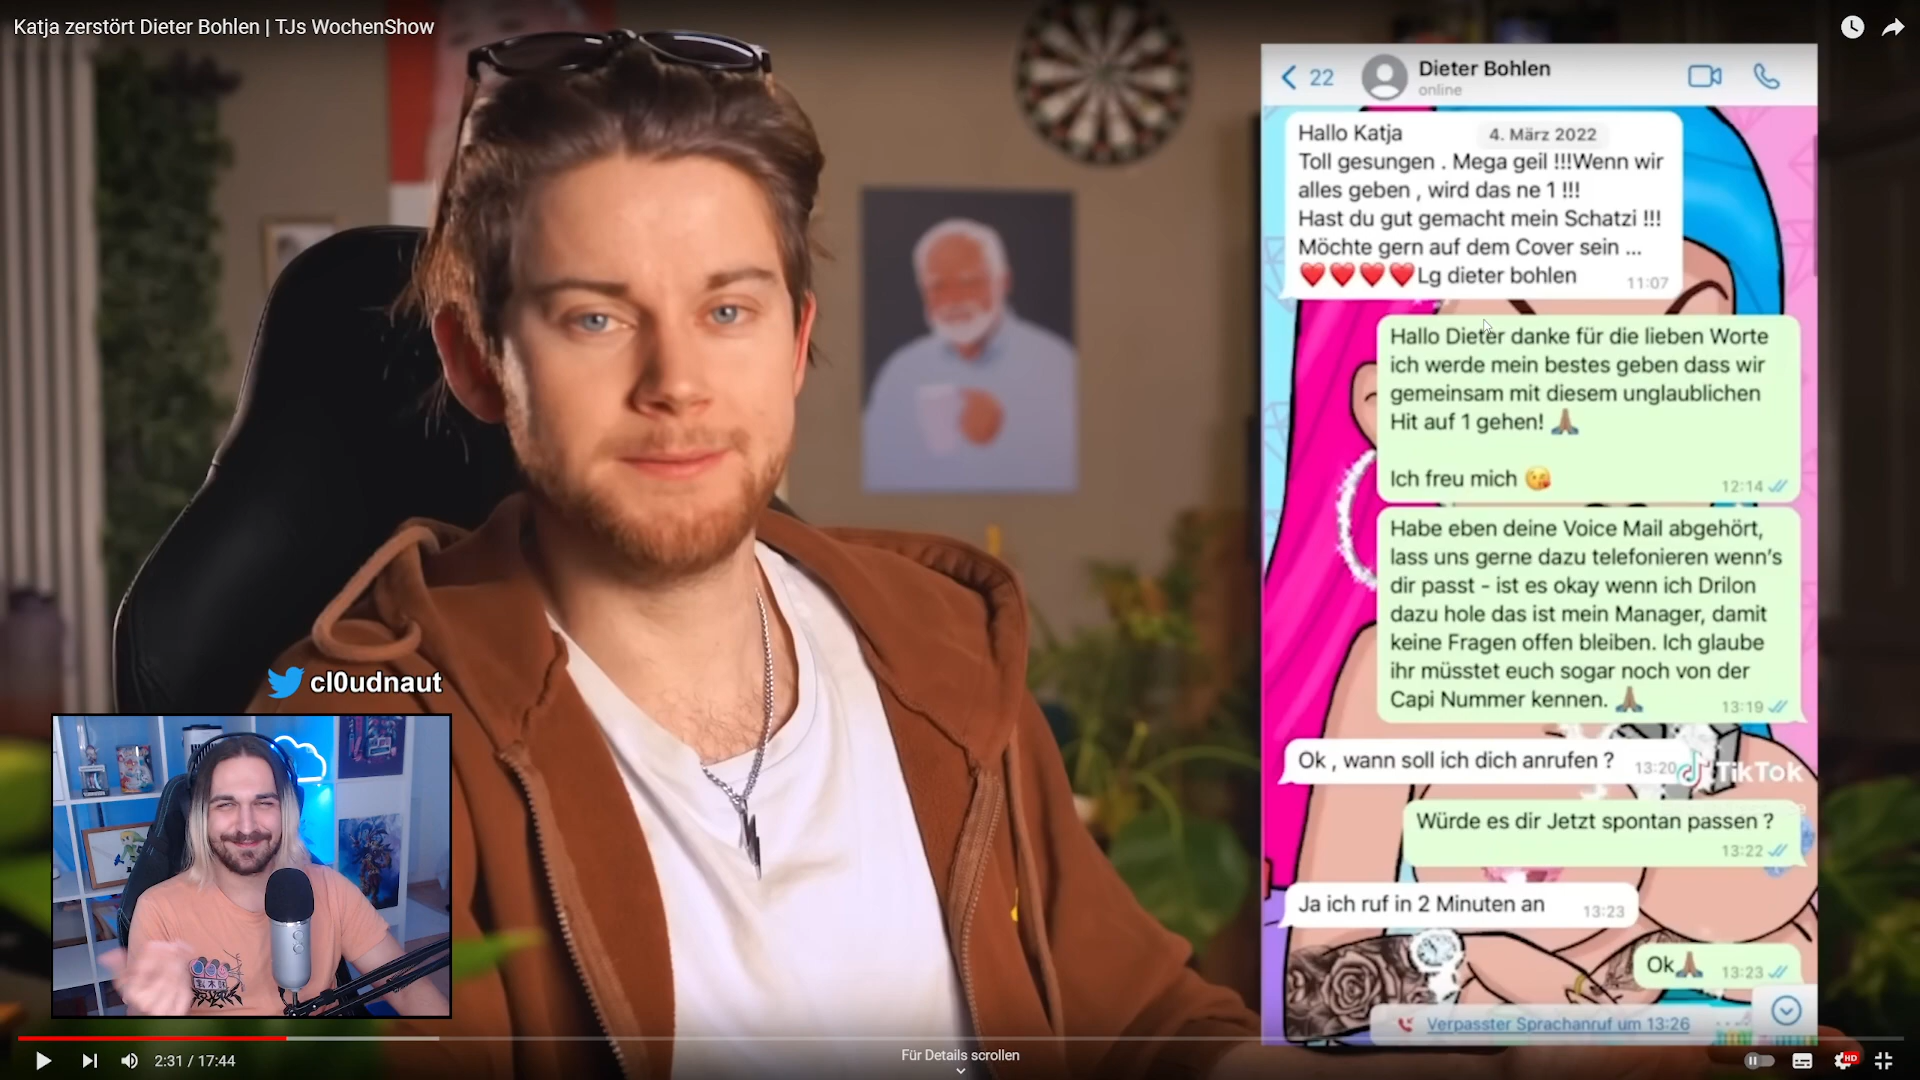 Katja zerstört Dieter Bohlen | TJs WochenShow
22
Dieter Bohlen
online
4. März 2022
Hallo Katja
Toll gesungen . Mega geil !!!Wenn wir
alles geben , wird das ne 1 !!!
Hast du gut gemacht mein Schatzi !!!
Möchte gern auf dem Cover sein ...
❤️❤️❤️❤️Lg dieter bohlen
11:07
Hallo Dieter danke für die lieben Worte
ich werde mein bestes geben dass wir
gemeinsam mit diesem unglaublichen
Hit auf 1 gehen! 🙏🏽
Ich freu mich 😘
12:14
Habe eben deine Voice Mail abgehört,
lass uns gerne dazu telefonieren wenn's
dir passt - ist es okay wenn ich Drilon
dazu hole das ist mein Manager, damit
keine Fragen offen bleiben. Ich glaube
ihr müsstet euch sogar noch von der
Capi Nummer kennen. 🙏🏽
13:19
Ok , wann soll ich dich anrufen ?
13:20
TikTok
Würde es dir Jetzt spontan passen ?
13:22
Ja ich ruf in 2 Minuten an
13:23
Ok🙏🏽
13:23
Verpasster Sprachanruf um 13:26
cl0udnaut
2:31 / 17:44
Für Details scrollen
HD